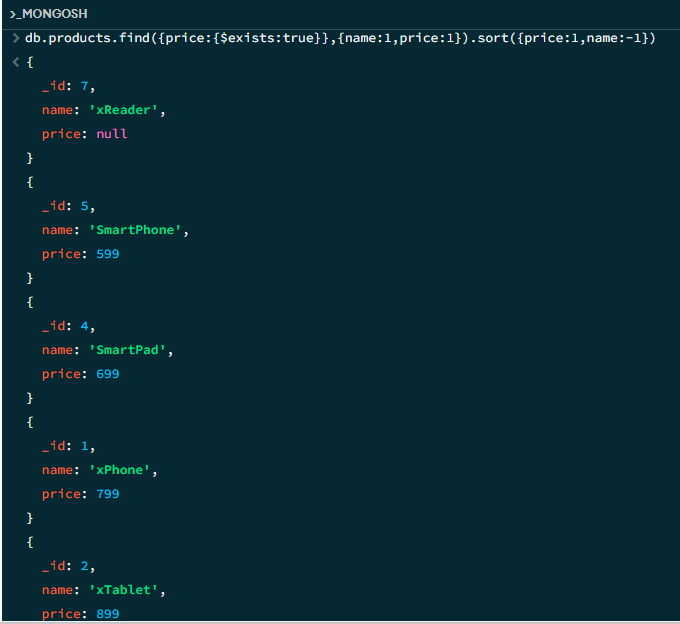 >_MONGOSH
> db.products.find({price:{$exists:true}},{name:1,price:1}).sort({price:1,name:-1})
< {
_id: 7,
name: 'xReader',
price: null
}
{
_id: 5,
name: 'SmartPhone',
price: 599
}
{
_id: 4,
name: 'SmartPad',
price: 699
}
{
_id: 1,
name: 'xPhone',
price: 799
}
{
_id: 2,
name: 'xTablet',
price: 899